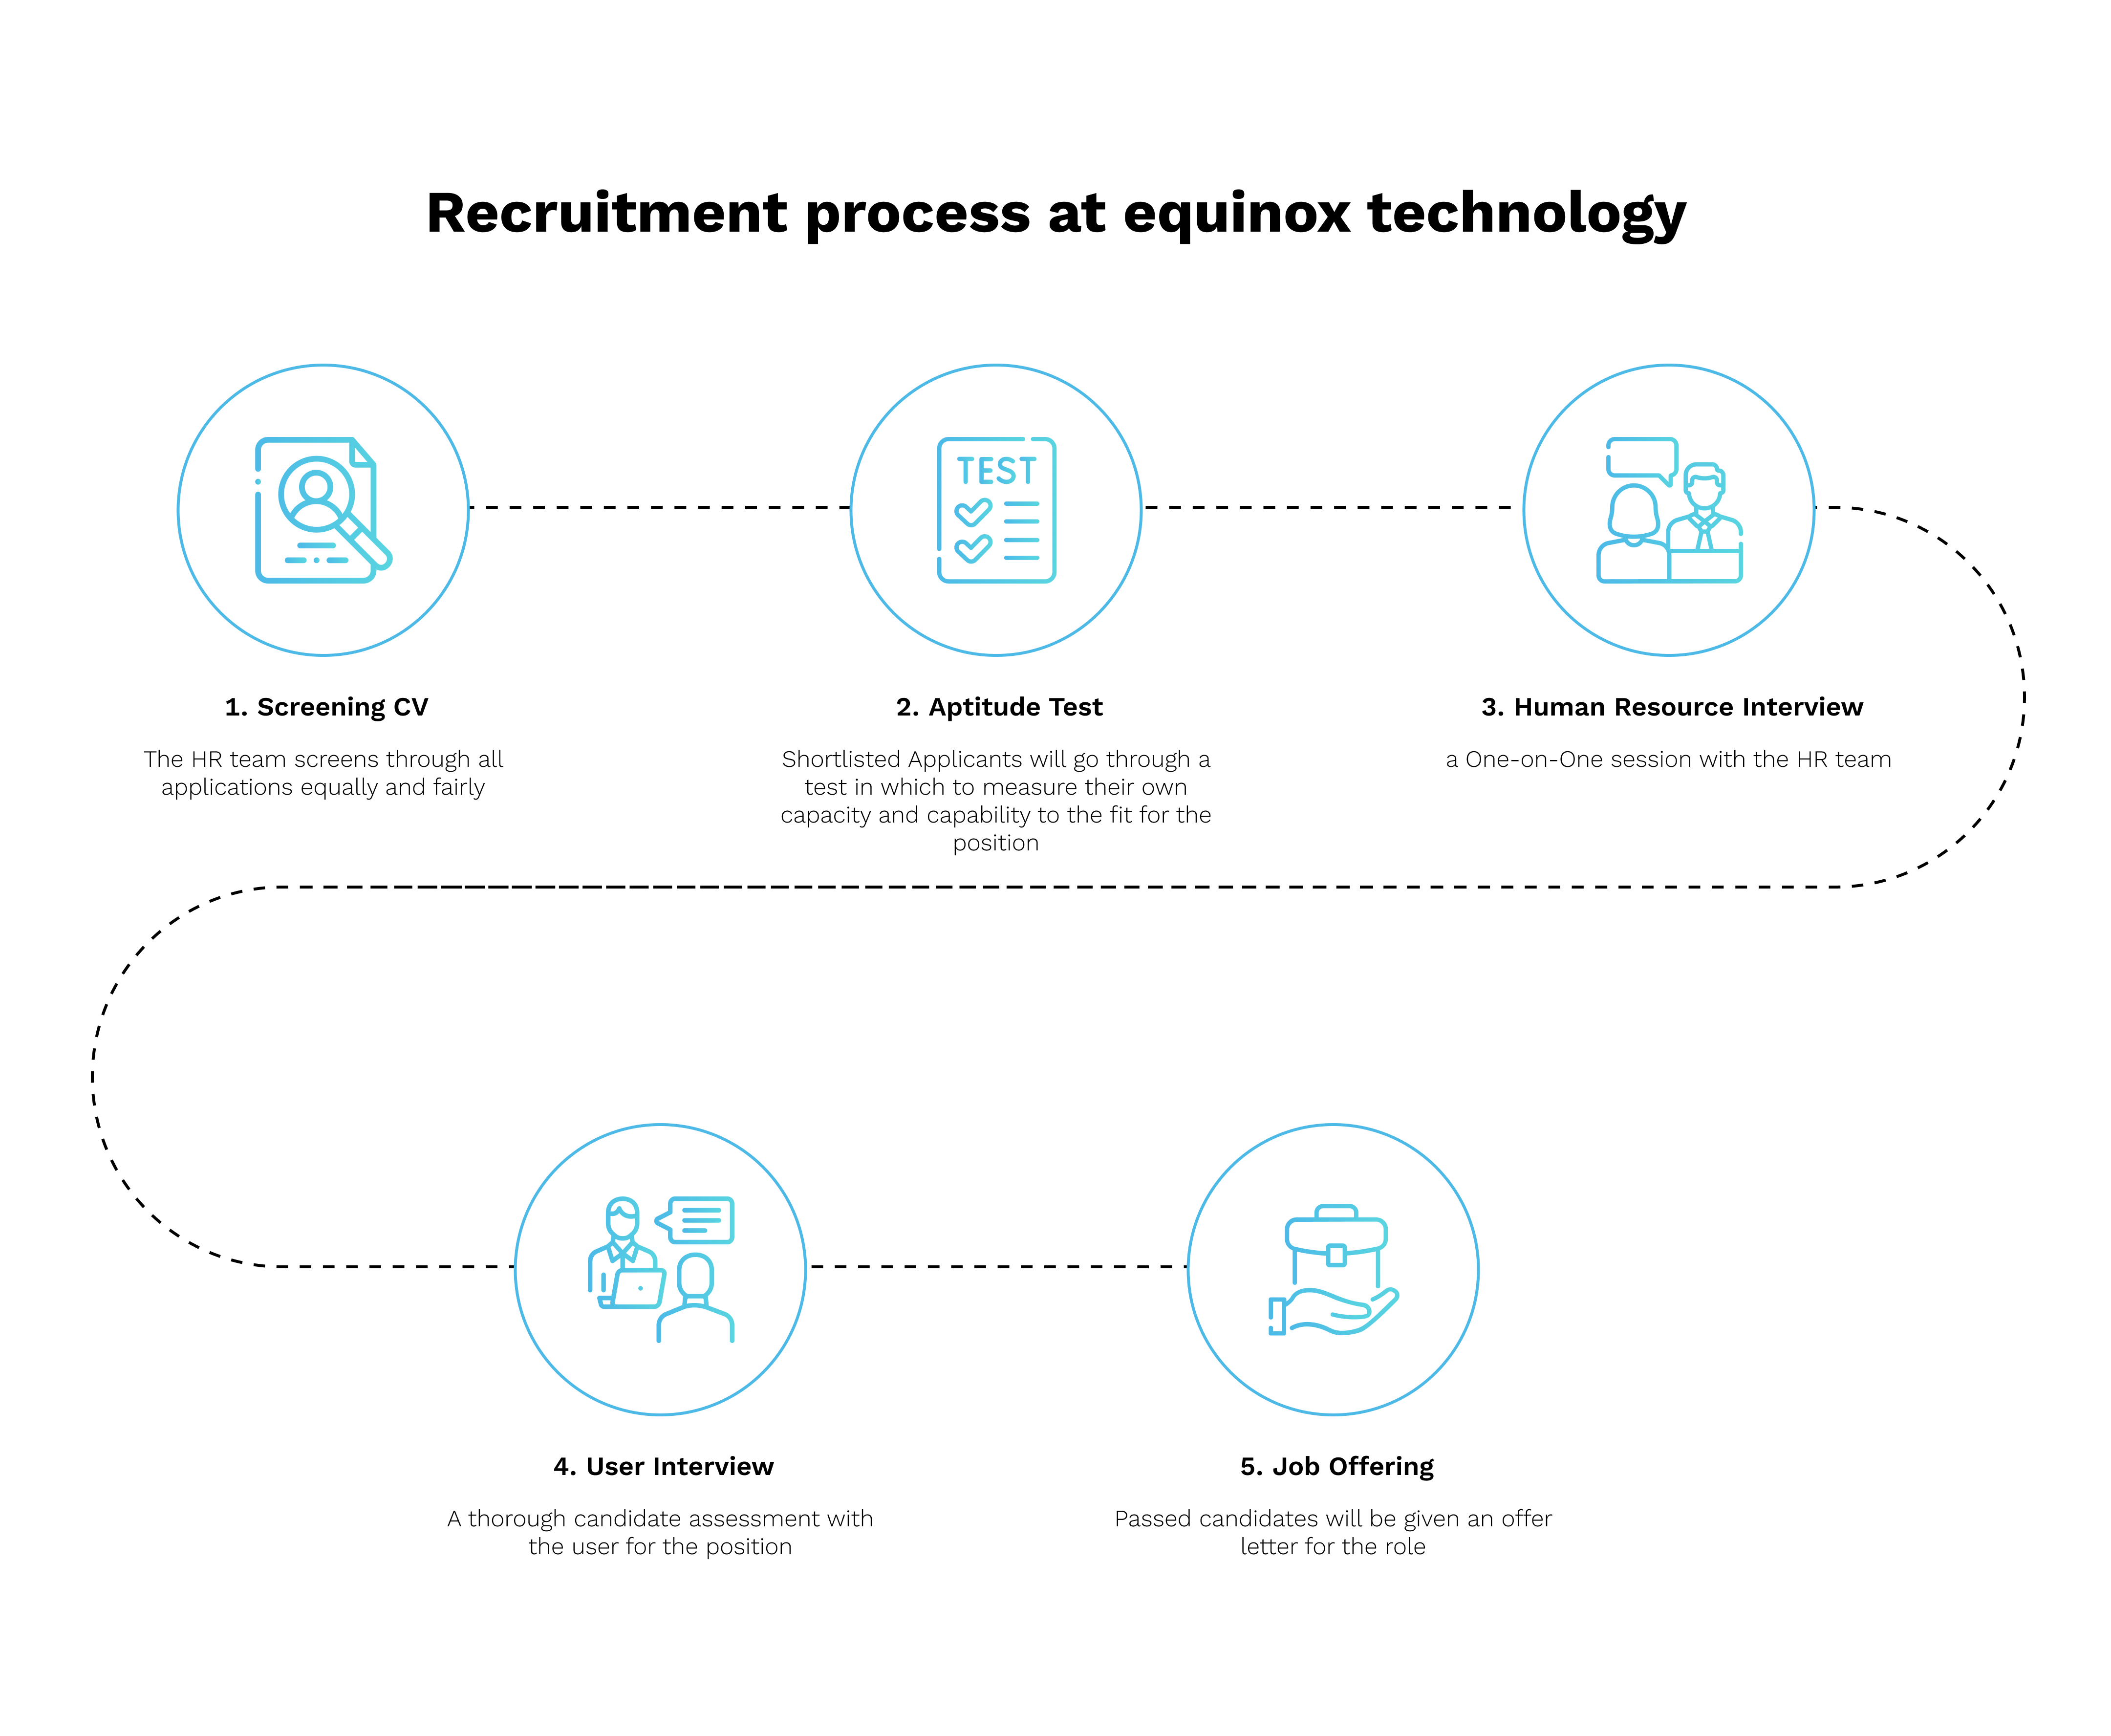 Recruitment process at equinox technology
TEST
1. Screening CV
The HR team screens through all
applications equally and fairly
2. Aptitude Test
Shortlisted Applicants will go through a
test in which to measure their own
capacity and capability to the fit for the
position
3. Human Resource Interview
a One-on-One session with the HR team
4. User Interview
A thorough candidate assessment with
the user for the position
5. Job Offering
Passed candidates will be given an offer
letter for the role